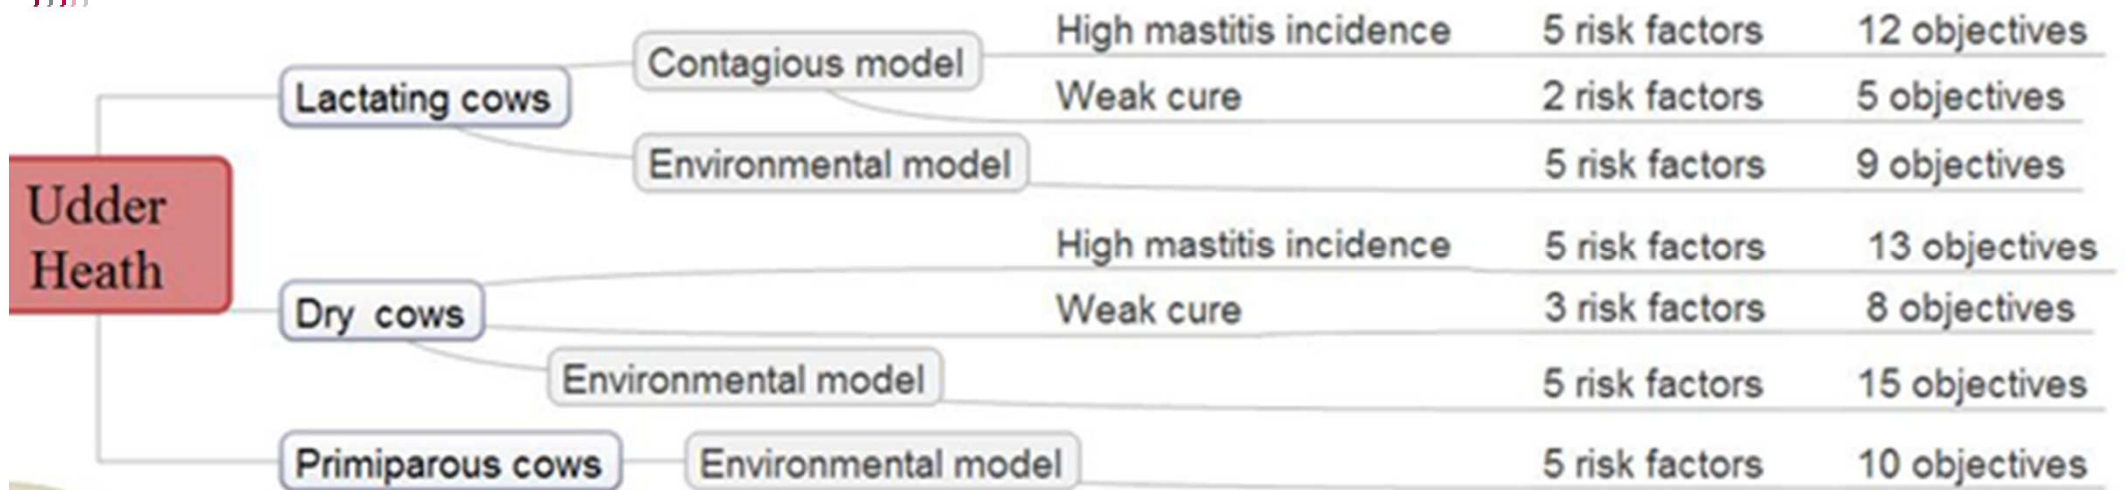 Udder
Heath
Lactating cows
Contagious model
High mastitis incidence 5 risk factors 12 objectives
Weak cure 2 risk factors 5 objectives
Environmental model 5 risk factors 9 objectives
Dry cows
High mastitis incidence 5 risk factors 13 objectives
Weak cure 3 risk factors 8 objectives
Environmental model 5 risk factors 15 objectives
Primiparous cows Environmental model 5 risk factors 10 objectives